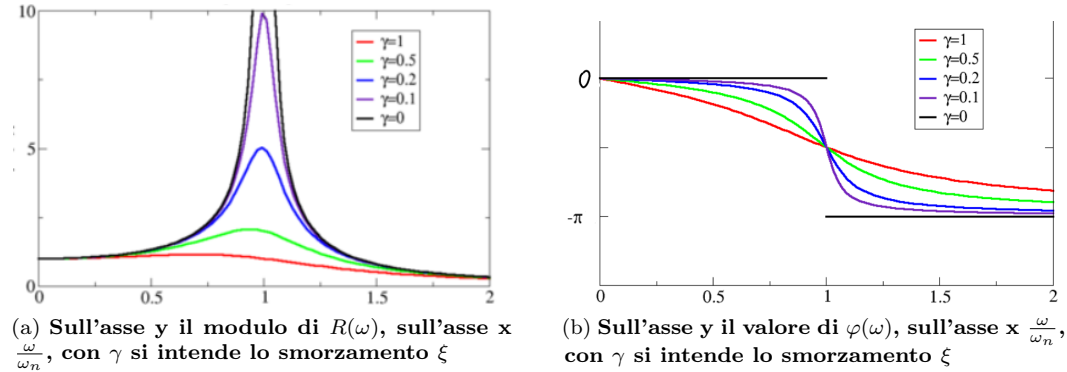 10
5
0
0
0.5
1
1.5
2
γ=1
γ=0.5
γ=0.2
γ=0.1
γ=0
(a) Sull'asse y il modulo di R(ω), sull'asse x
ω/ωn, con γ si intende lo smorzamento ξ
0
-π
0
0.5
1
1.5
2
γ=1
γ=0.5
γ=0.2
γ=0.1
γ=0
(b) Sull'asse y il valore di φ(ω), sull'asse x ω/ωn,
con γ si intende lo smorzamento ξ